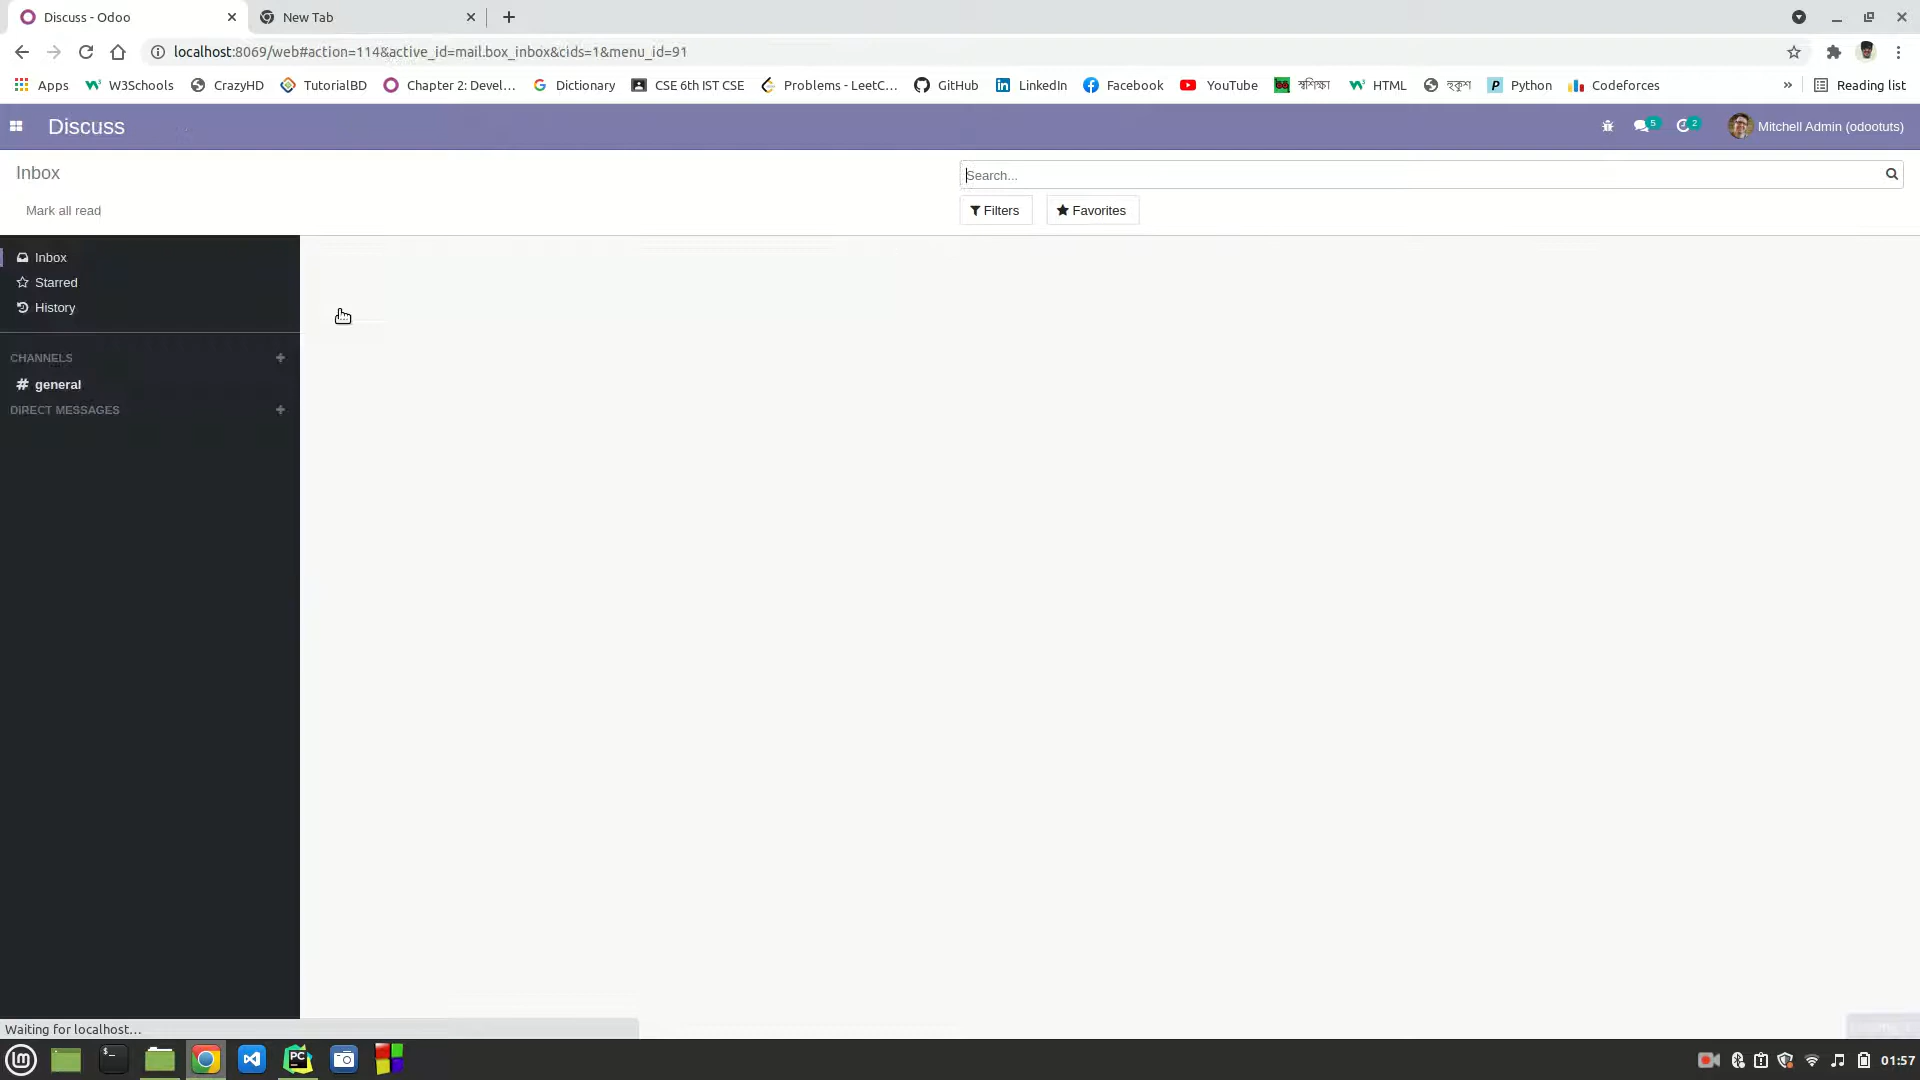 Discuss - Odoo
New Tab
localhost:8069/web#action=114&active_id=mail.box_inbox&cids=1&menu_id=91
Apps W3Schools CrazyHD TutorialBD Chapter 2: Devel... Dictionary CSE 6th IST CSE Problems - LeetC... GitHub LinkedIn Facebook YouTube স্বশিক্ষা HTML হুকুশ Python Codeforces » Reading list
Discuss 5 2 Mitchell Admin (odootuts)
Inbox
Search...
Mark all read
Filters Favorites
Inbox
Starred
History
CHANNELS +
# general
DIRECT MESSAGES +
Waiting for localhost...
01:57